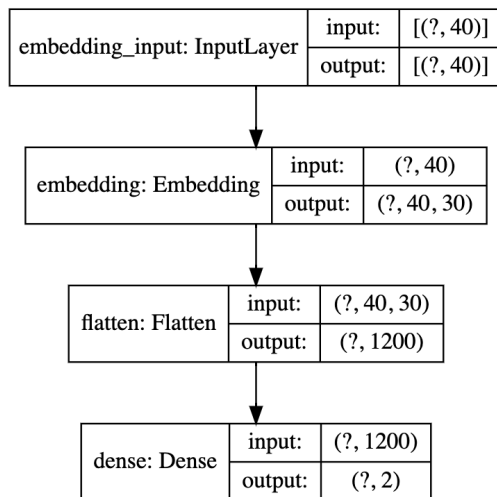 embedding_input: InputLayer
input: [(?, 40)]
output: [(?, 40)]
embedding: Embedding
input: (?, 40)
output: (?, 40, 30)
flatten: Flatten
input: (?, 40, 30)
output: (?, 1200)
dense: Dense
input: (?, 1200)
output: (?, 2)